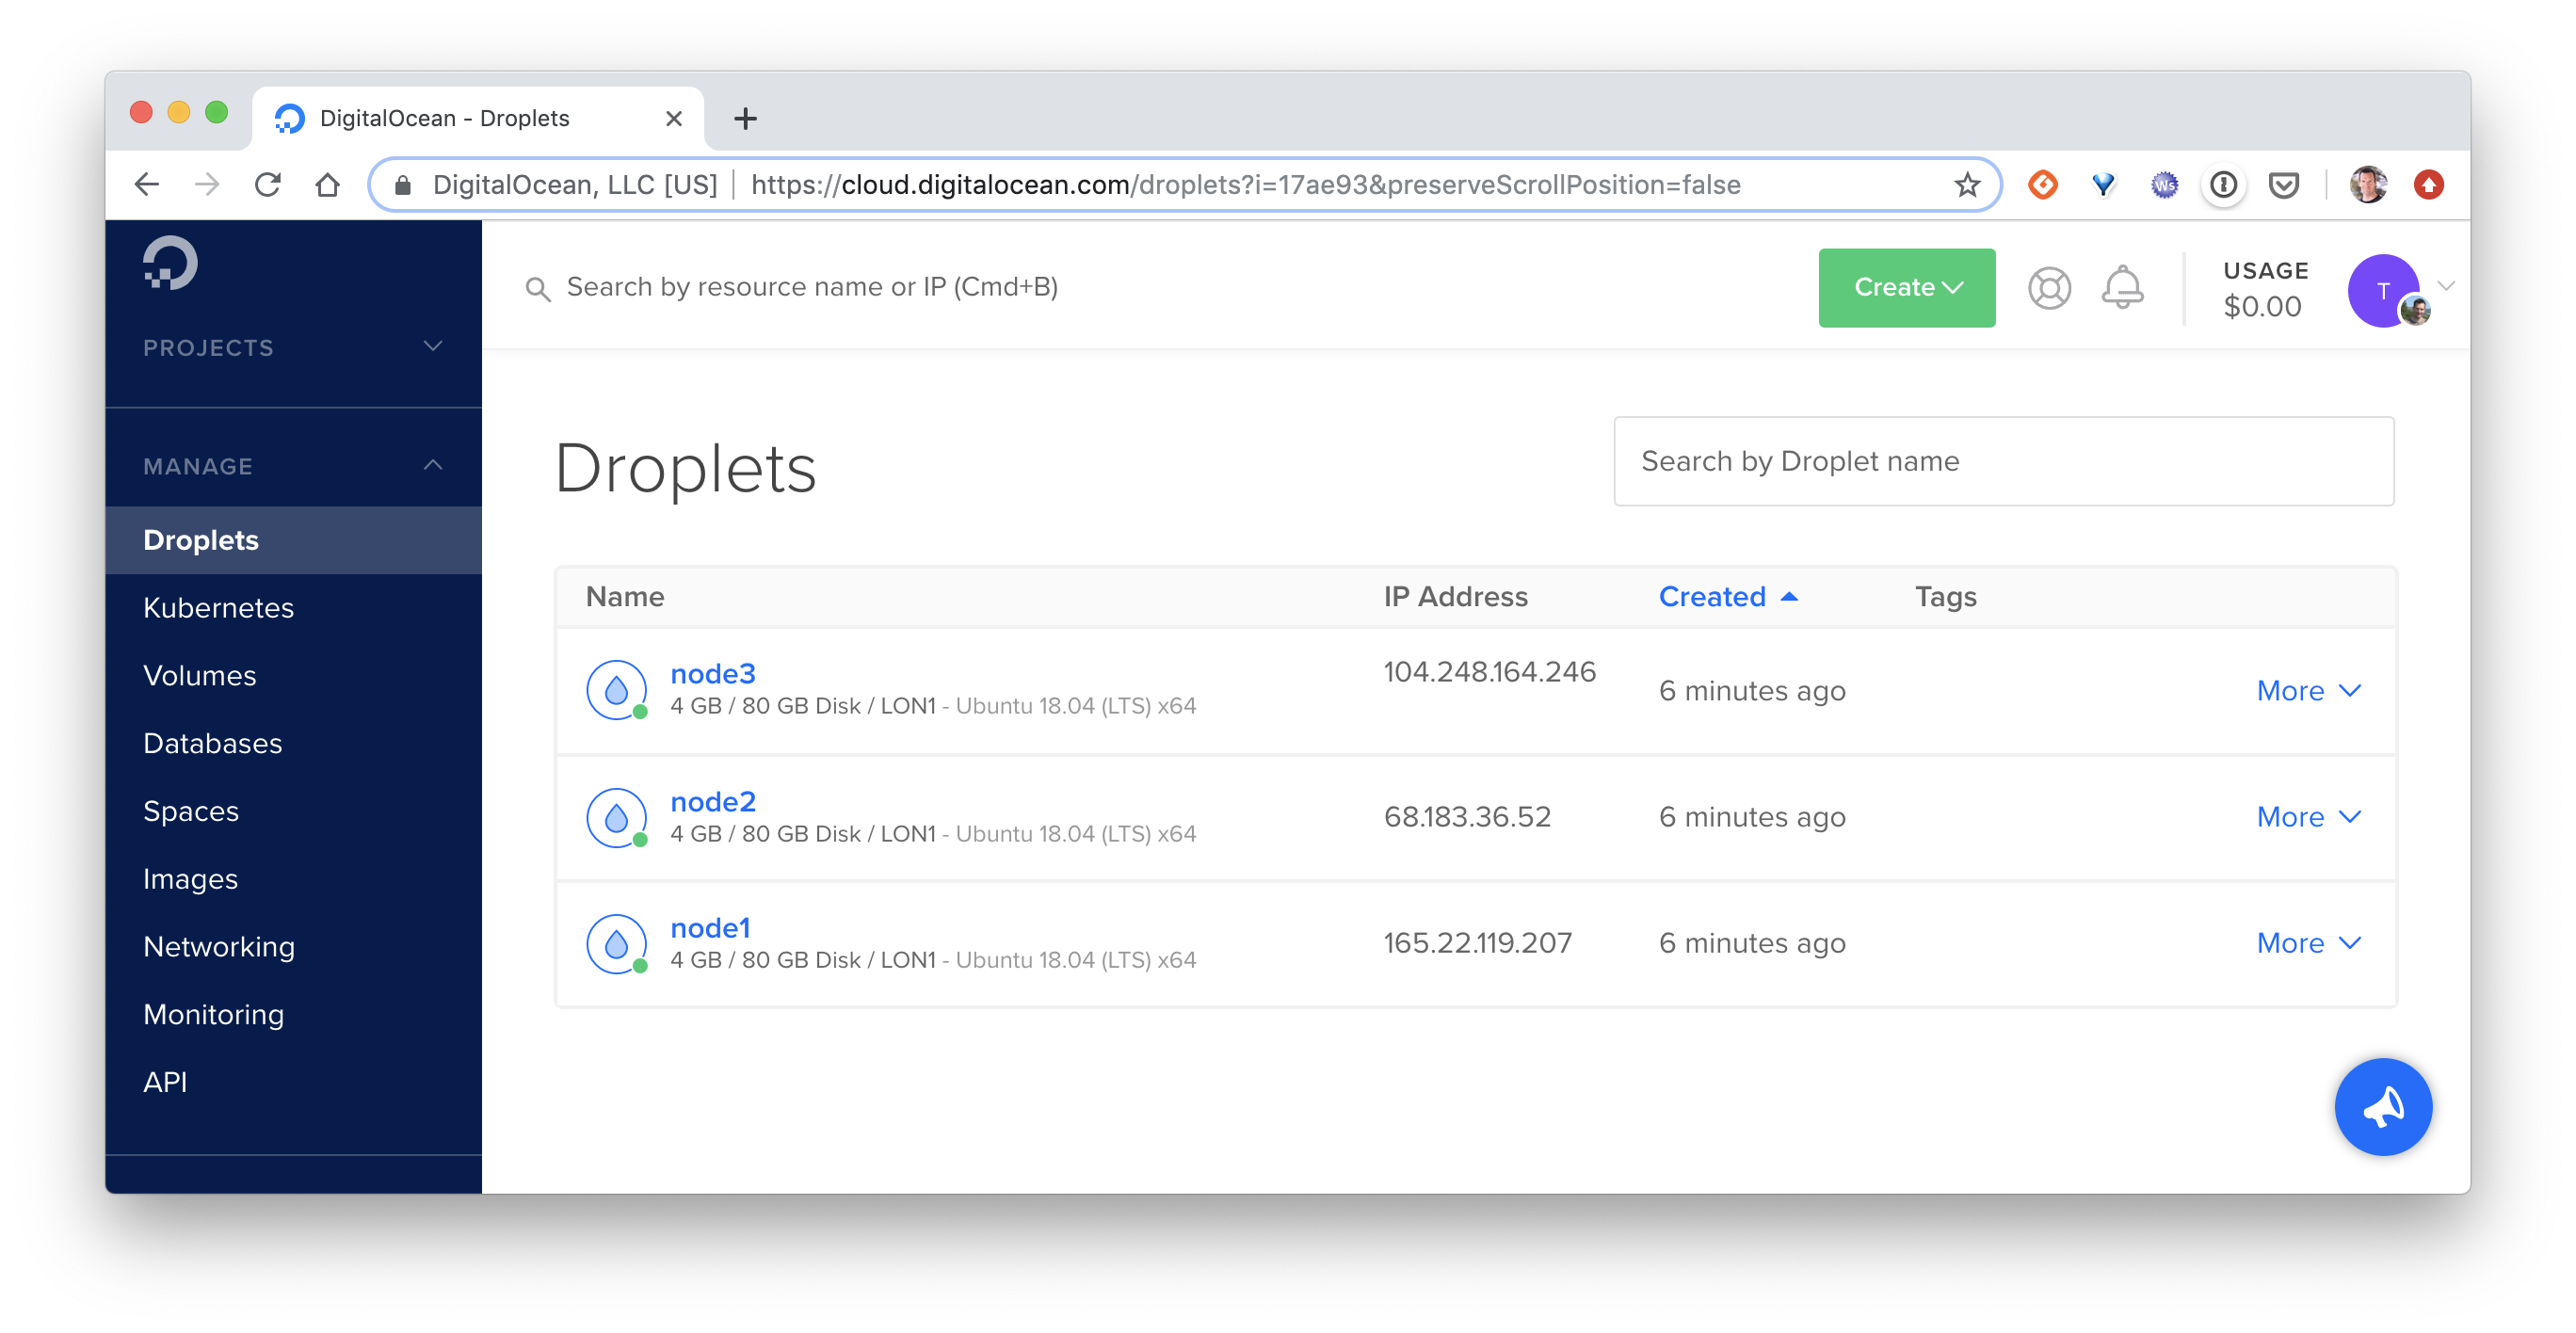 DigitalOcean - Droplets
DigitalOcean, LLC [US] | https://cloud.digitalocean.com/droplets?i=17ae93&preserveScrollPosition=false
Ws
Search by resource name or IP (Cmd+B)
Create
USAGE
$0.00
T
PROJECTS
MANAGE
Droplets
Kubernetes
Volumes
Databases
Spaces
Images
Networking
Monitoring
API
Droplets
Search by Droplet name
Name IP Address Created Tags
node3
4 GB / 80 GB Disk / LON1 - Ubuntu 18.04 (LTS) x64
104.248.164.246
6 minutes ago
More
node2
4 GB / 80 GB Disk / LON1 - Ubuntu 18.04 (LTS) x64
68.183.36.52
6 minutes ago
More
node1
4 GB / 80 GB Disk / LON1 - Ubuntu 18.04 (LTS) x64
165.22.119.207
6 minutes ago
More